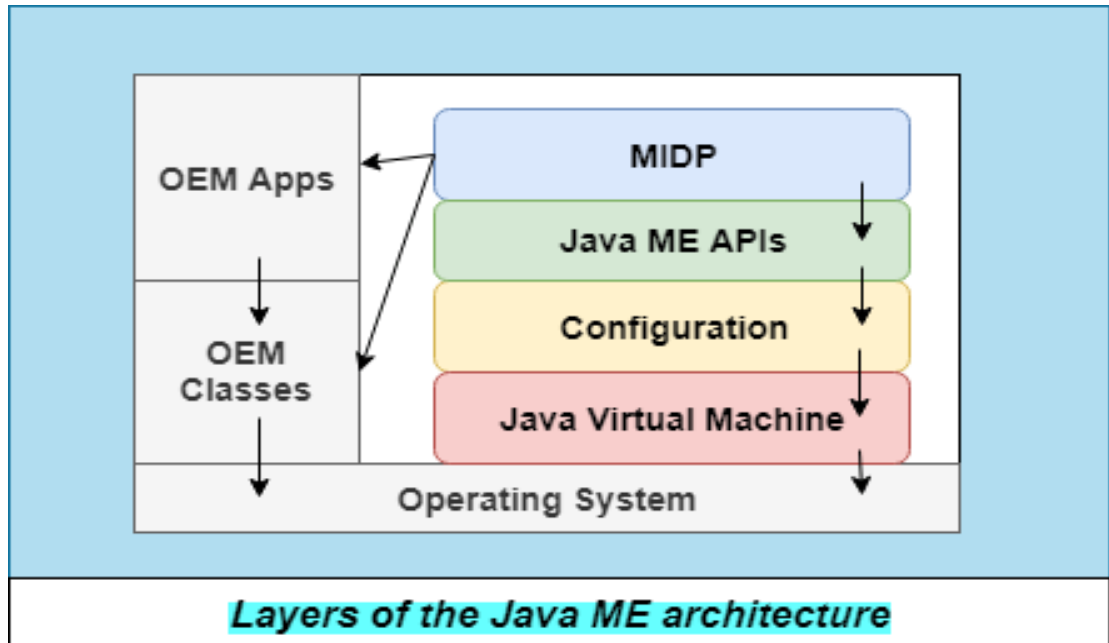 OEM Apps
MIDP
Java ME APIs
OEM
Classes
Configuration
Java Virtual Machine
Operating System
Layers of the Java ME architecture